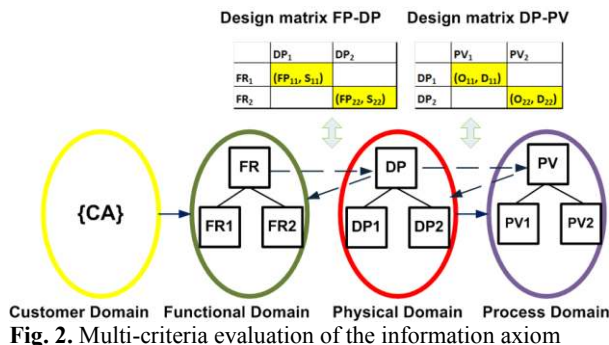 Design matrix FP-DP Design matrix DP-PV
DP₁ DP₂ PV₁ PV₂
FR₁ (FP₁₁, S₁₁) DP₁ (O₁₁, D₁₁)
FR₂ (FP₂₂, S₂₂) DP₂ (O₂₂, D₂₂)
FR DP PV
{CA} FR1 FR2 DP1 DP2 PV1 PV2
Customer Domain Functional Domain Physical Domain Process Domain
Fig. 2. Multi-criteria evaluation of the information axiom